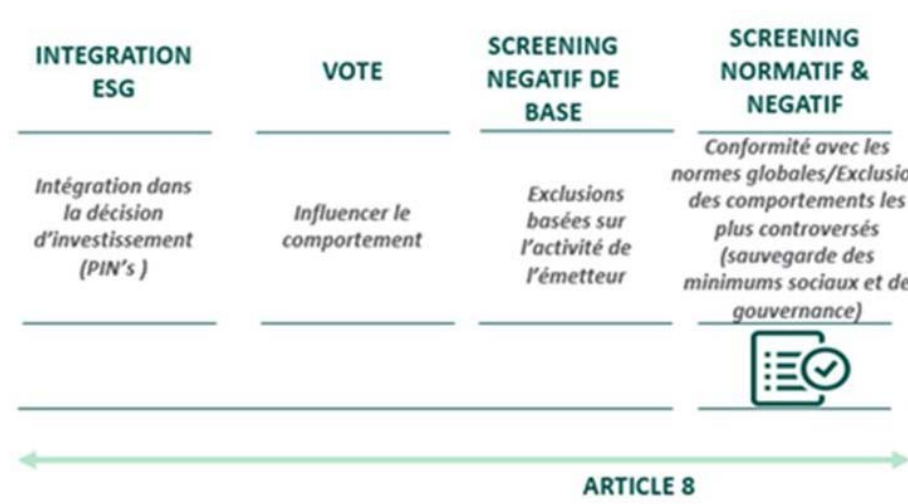 INTEGRATION
ESG
VOTE
SCREENING
NEGATIF DE
BASE
SCREENING
NORMATIF &
NEGATIF
Intégration dans
la décision
d'investissement
(PIN's )
Influencer le
comportement
Exclusions
basées sur
l'activité de
l'émetteur
Conformité avec les
normes globales/Exclusio
des comportements les
plus controversés
(sauvegarde des
minimums sociaux et de
gouvernance)
ARTICLE 8